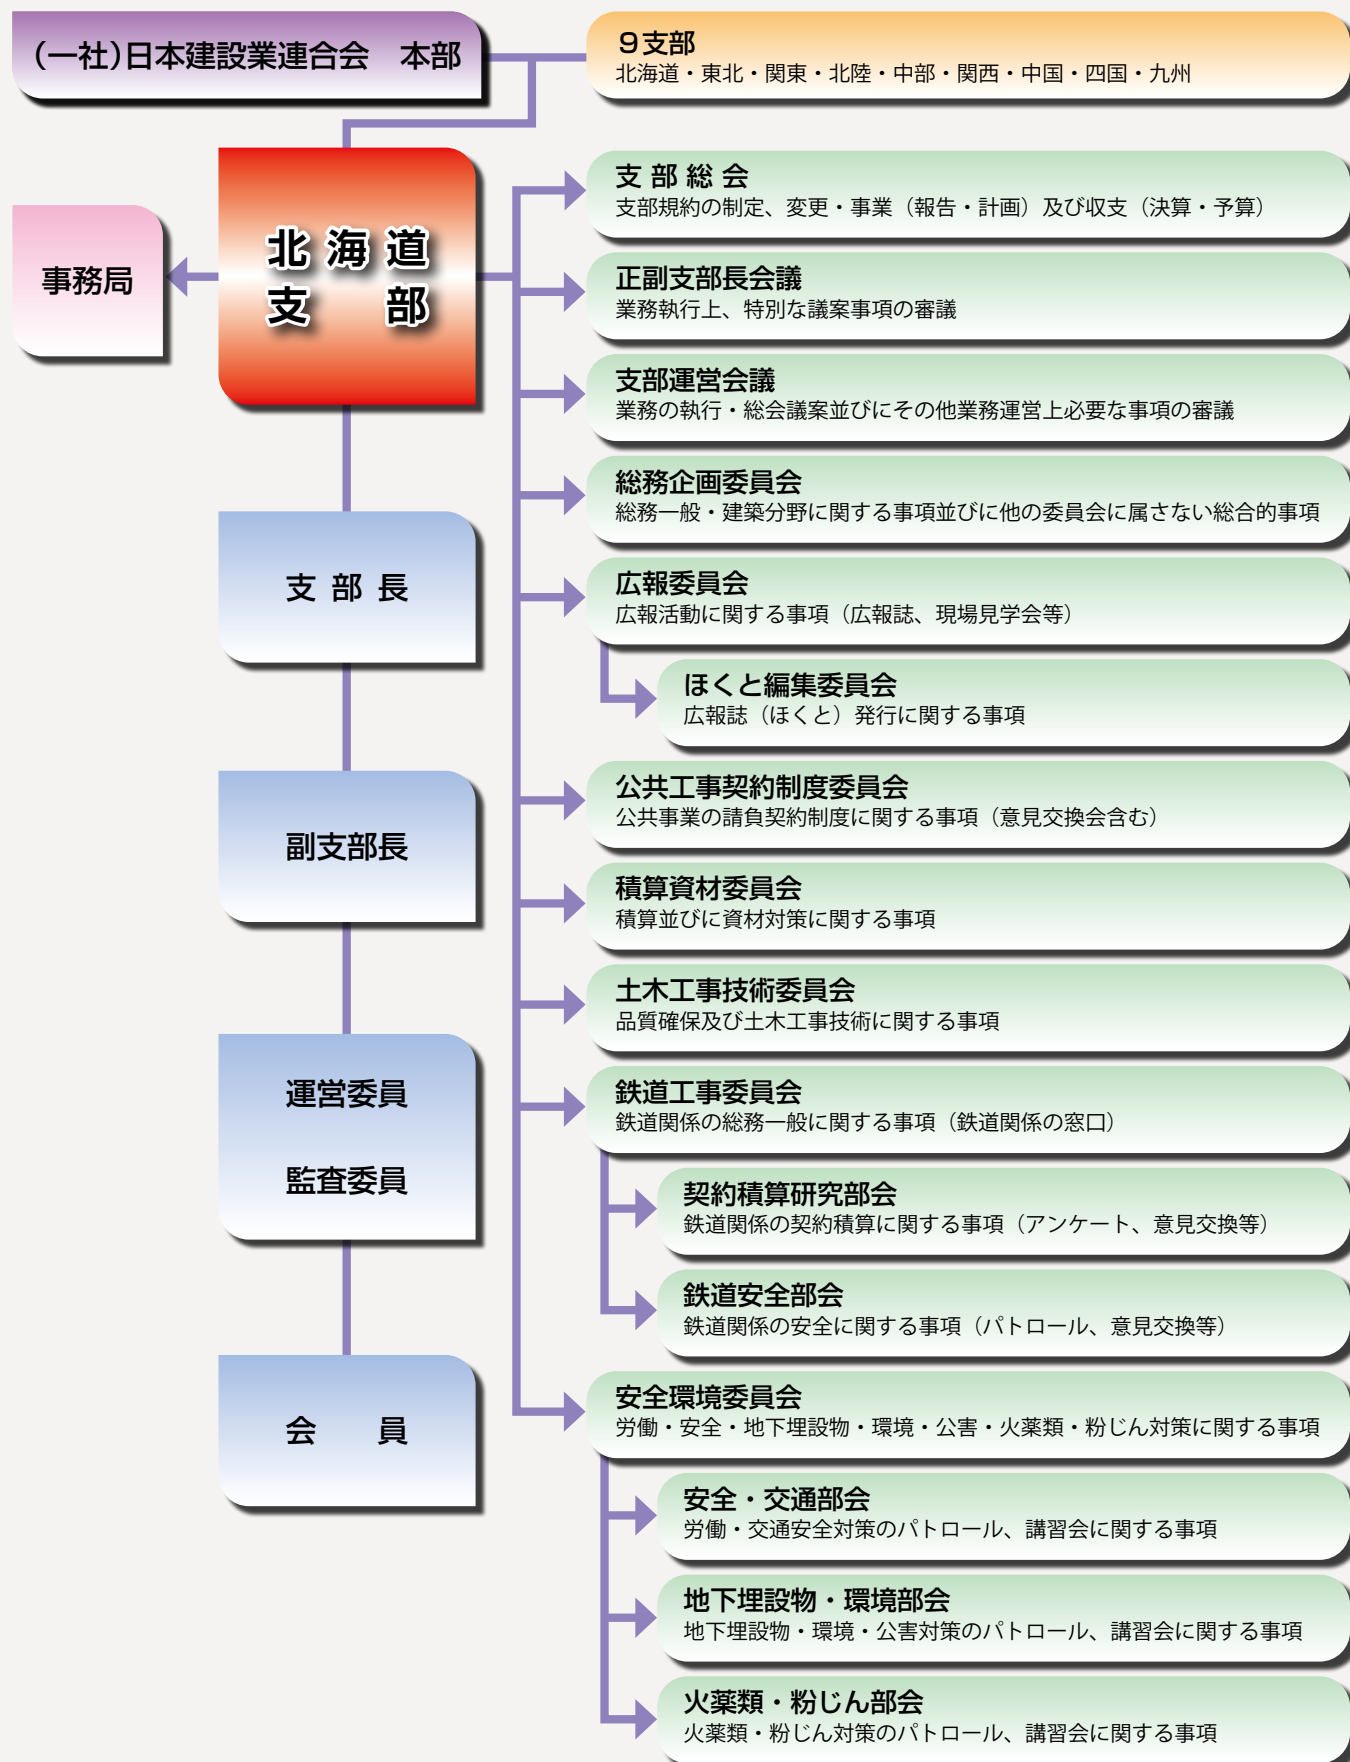 (一社)日本建設業連合会　本部
9支部
北海道・東北・関東・北陸・中部・関西・中国・四国・九州
北海道
支　部
事務局
支部長
副支部長
運営委員
監査委員
会　員
支部総会
支部規約の制定、変更・事業（報告・計画）及び収支（決算・予算）
正副支部長会議
業務執行上、特別な議案事項の審議
支部運営会議
業務の執行・総会議案並びにその他業務運営上必要な事項の審議
総務企画委員会
総務一般・建築分野に関する事項並びに他の委員会に属さない総合的事項
広報委員会
広報活動に関する事項（広報誌、現場見学会等）
ほくと編集委員会
広報誌（ほくと）発行に関する事項
公共工事契約制度委員会
公共事業の請負契約制度に関する事項（意見交換会含む）
積算資材委員会
積算並びに資材対策に関する事項
土木工事技術委員会
品質確保及び土木工事技術に関する事項
鉄道工事委員会
鉄道関係の総務一般に関する事項（鉄道関係の窓口）
契約積算研究部会
鉄道関係の契約積算に関する事項（アンケート、意見交換等）
鉄道安全部会
鉄道関係の安全に関する事項（パトロール、意見交換等）
安全環境委員会
労働・安全・地下埋設物・環境・公害・火薬類・粉じん対策に関する事項
安全・交通部会
労働・交通安全対策のパトロール、講習会に関する事項
地下埋設物・環境部会
地下埋設物・環境・公害対策のパトロール、講習会に関する事項
火薬類・粉じん部会
火薬類・粉じん対策のパトロール、講習会に関する事項